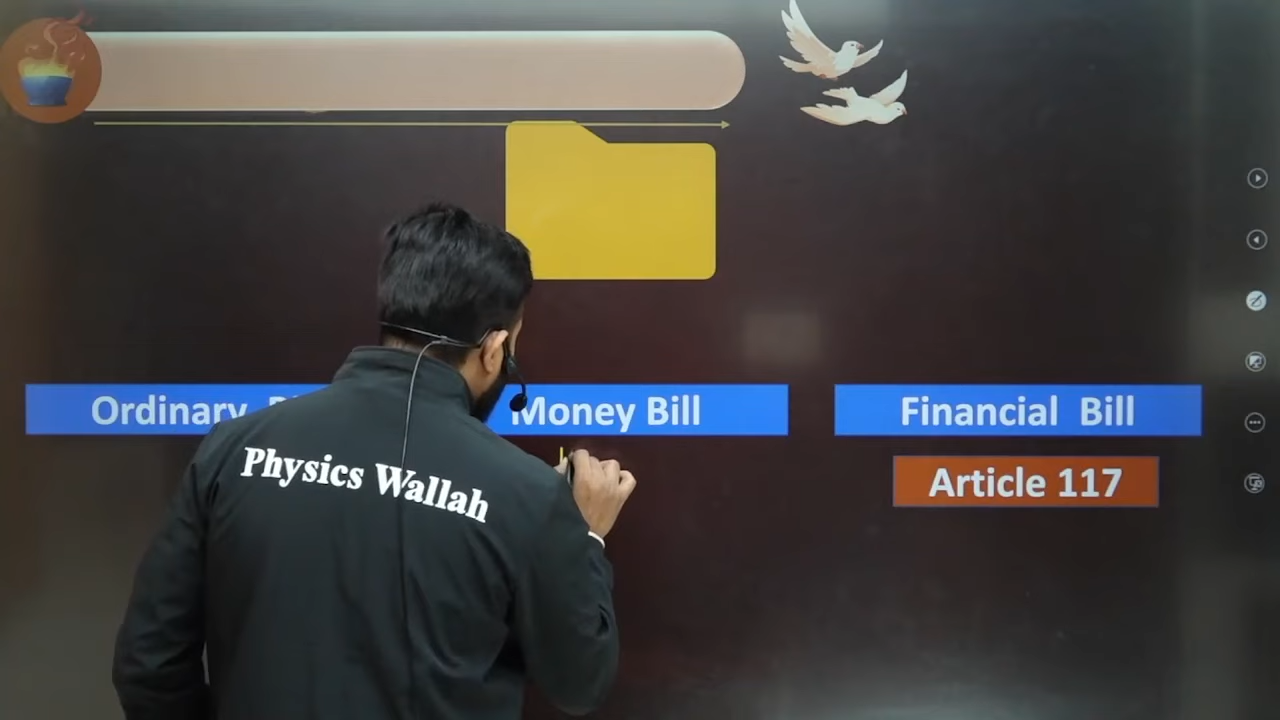 Ordinary
Money Bill
Financial Bill
Article 117
Physics Wallah